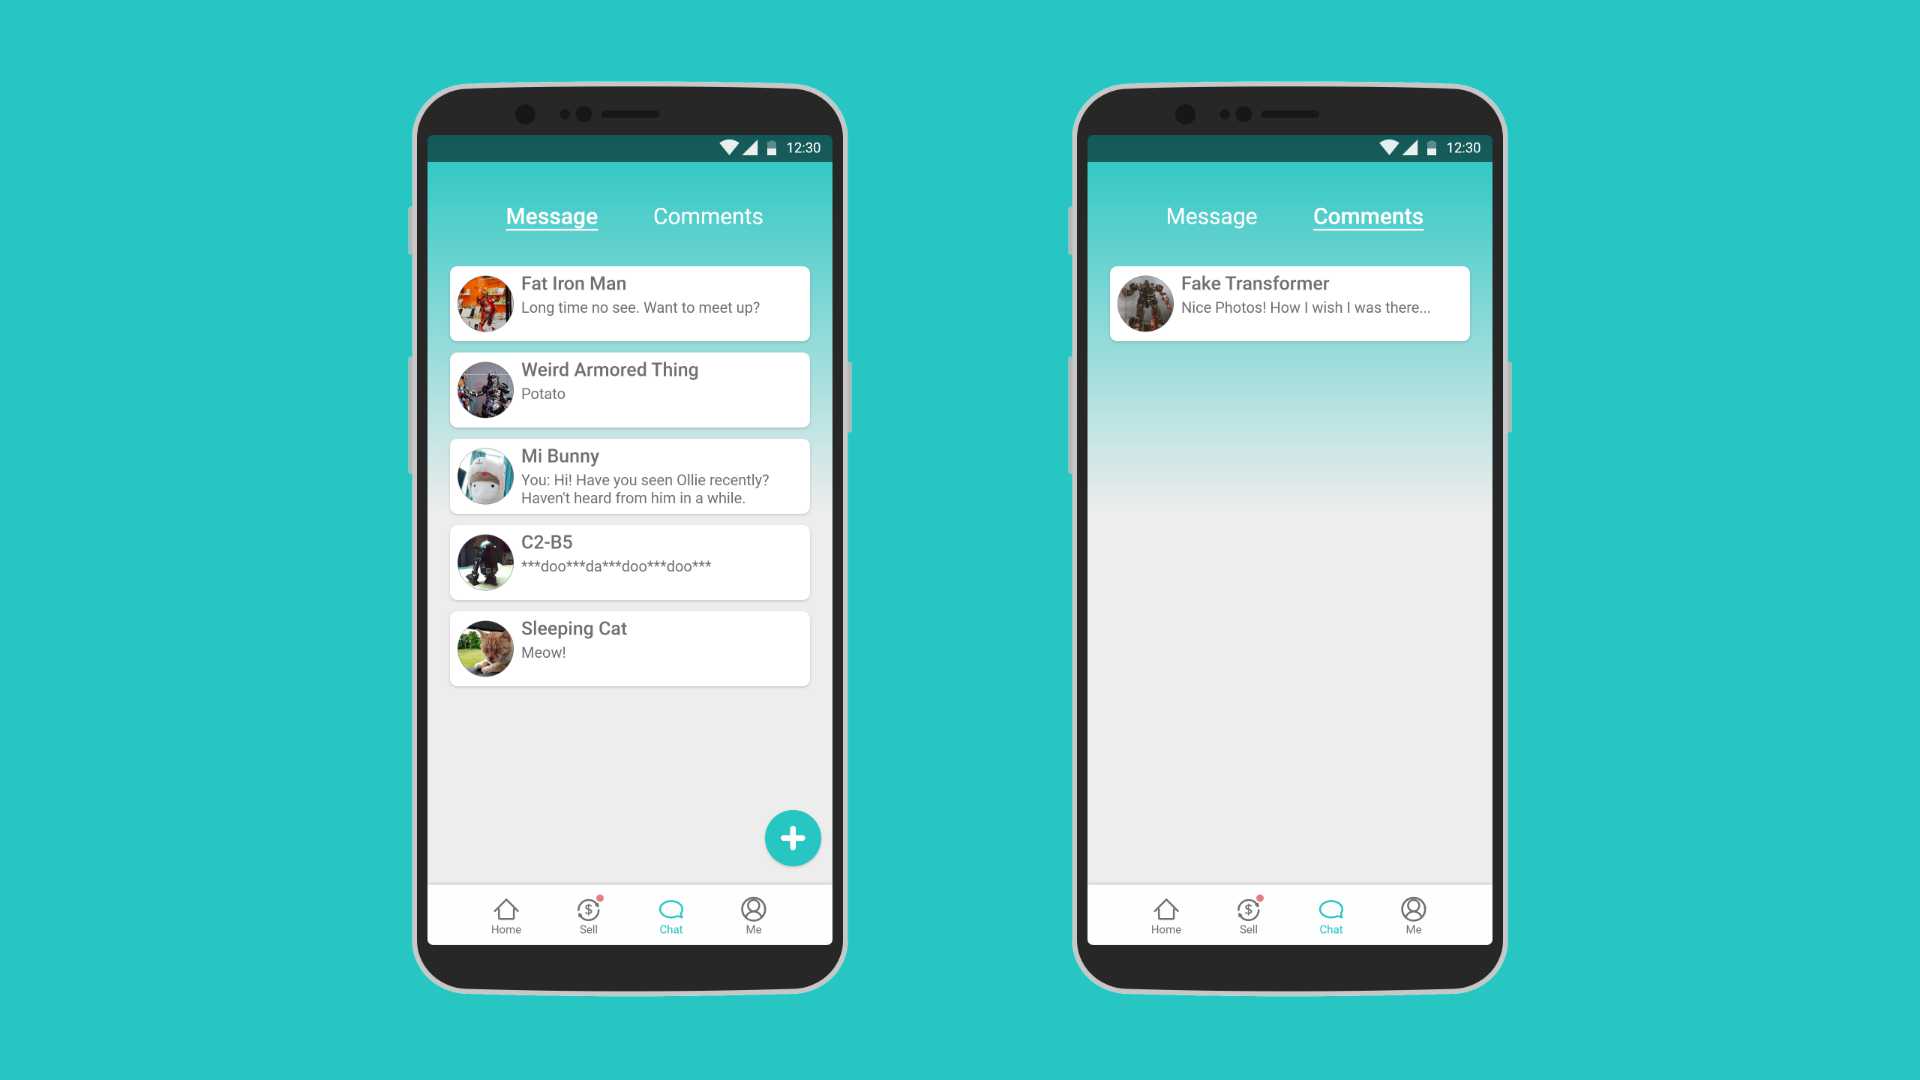 12:30
Message Comments
Fat Iron Man
Long time no see. Want to meet up?
Weird Armored Thing
Potato
Mi Bunny
You: Hi! Have you seen Ollie recently?
Haven't heard from him in a while.
C2-B5
***doo***da***doo***doo***
Sleeping Cat
Meow!
Home Sell Chat Me
12:30
Message Comments
Fake Transformer
Nice Photos! How I wish I was there...
Home Sell Chat Me